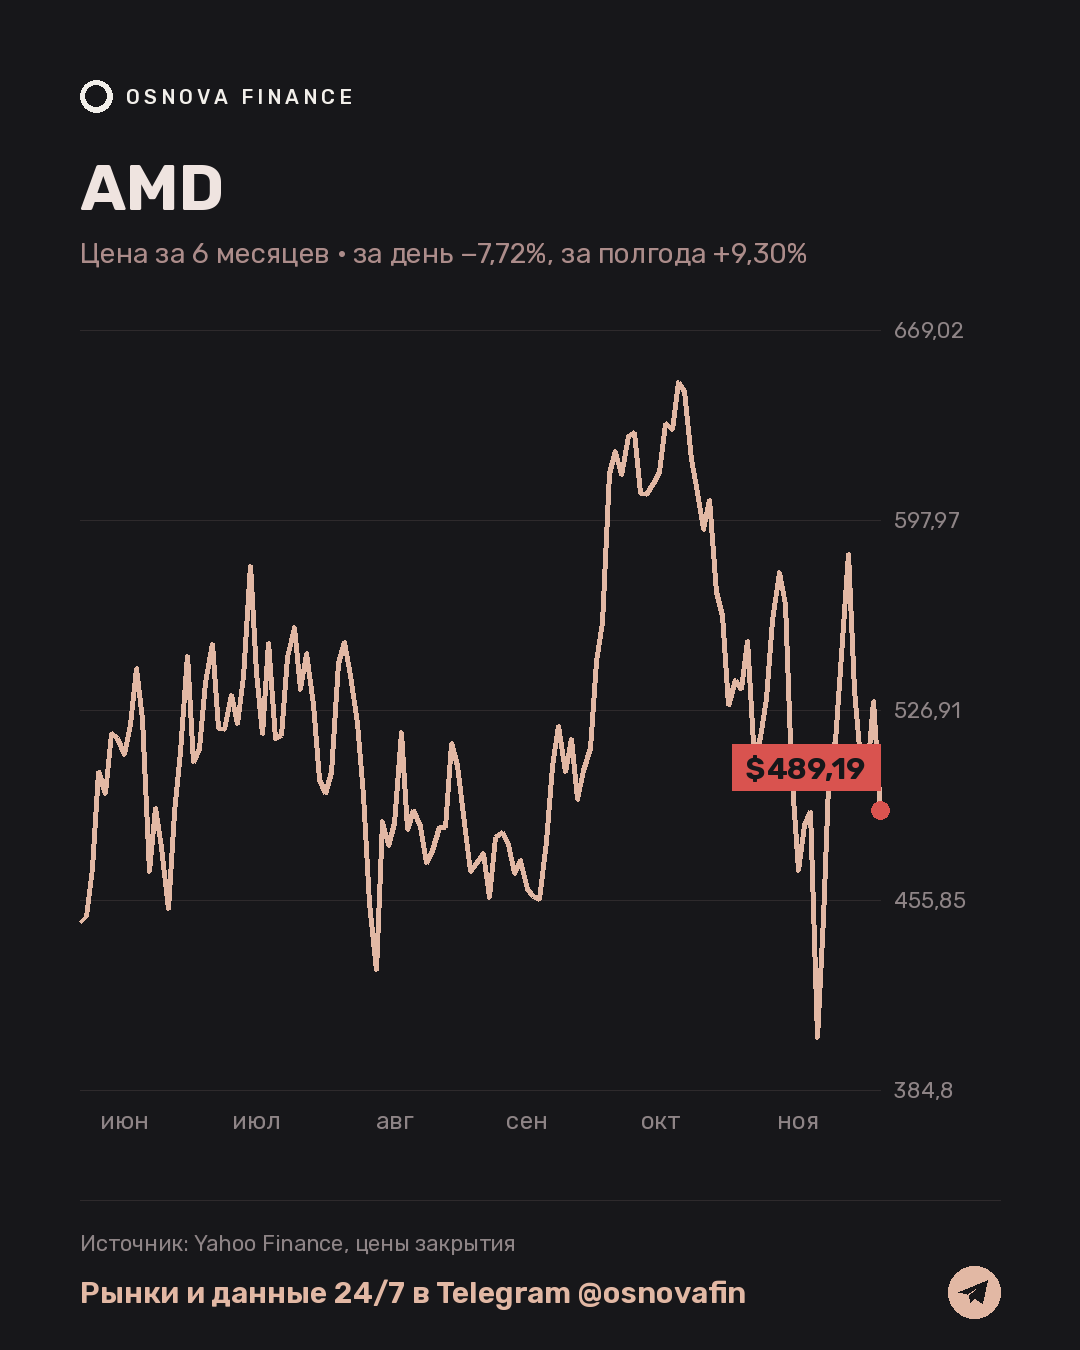 OSNOVA FINANCE
AMD
Цена за 6 месяцев • за день −7,72%, за полгода +9,30%
669,02
597,97
526,91
$489,19
455,85
384,8
июн июл авг сен окт ноя
Источник: Yahoo Finance, цены закрытия
Рынки и данные 24/7 в Telegram @osnovafin